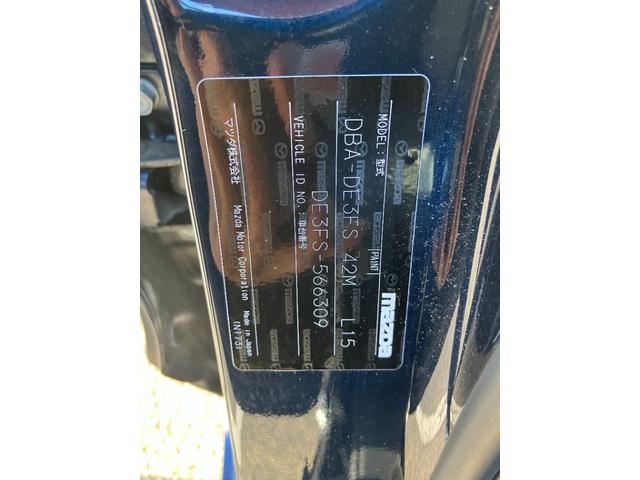 MODEL:型式 PAINT mazda
DBA-DE3FS 42M L15
VEHICLE ID NO.:車台番号
DE3FS-566309
マツダ株式会社 Mazda Motor Corporation Made in Japan